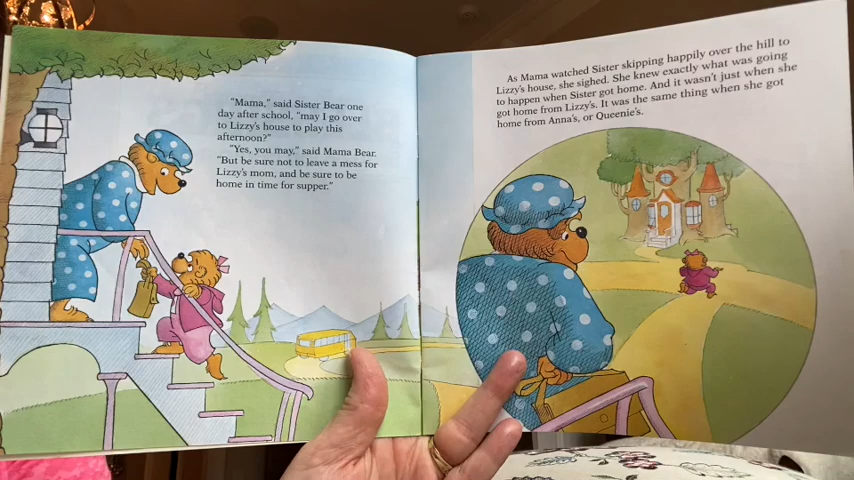 "Mama," said Sister Bear one
day after school, "may I go over
to Lizzy's house to play this
afternoon?"
"Yes, you may," said Mama Bear.
"But be sure not to leave a mess for
Lizzy's mom, and be sure to be
home in time for supper."
As Mama watched Sister skipping happily over the hill to
Lizzy's house, she sighed. She knew exactly what was going
to happen when Sister got home. And it wasn't just when she
got home from Lizzy's. It was the same thing when she got
home from Anna's, or Queenie's.